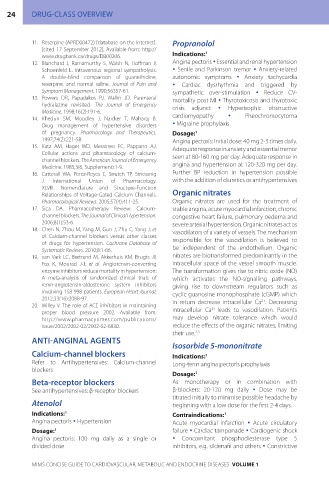 24 DRUG-CLASS OVERVIEW
11. Reserpine (APRD00472) [database on the Internet].
[cited 17 September 2012]. Available from: https//
www.drugbank.ca/drugs/DB00206.
12. Blanchard J, Ramamurthy S, Walsh N, Hoffman J,
Schoenfeld L. Intravenous regional sympatholysis:
A double-blind comparison of guanethidine,
reserpine, and normal saline. Journal of Pain and
Symptom Management. 1990;5:6357-61.
13. Powers DR, Papadakos PJ, Wallin JD. Parenteral
hydralazine revisited. The Journal of Emergency
Medicine. 1998;16(2):191-6.
14. Khedun SM, Moodley J, Naicker T, Maharaj B.
Drug management of hypertensive disorders
of pregnancy. Pharmacology and Therapeutics.
1997;74(2):221-58.
15. Katz AM, Hager WD, Messineo FC, Pappano AJ.
Cellular actions and pharmacology of calcium-
channel blockers. The American Journal of Emergency
Medicine. 1985;3(6, Supplement):1-9.
16. Catterall WA, Perez-Reyes E, Snutch TP, Striessnig
J. International Union of Pharmacology.
XLVIII. Nomenclature and Structure-Function
Relationships of Voltage-Gated Calcium Channels.
Pharmacological Reviews. 2005;57(4):411-25.
17. Sica DA. Pharmacotherapy Review: Calcium-
channel blockers. The Journal of Clinical Hypertension.
2006;8(1):53-6.
18. Chen N, Zhou M, Yang M, Guo J, Zhu C, Yang J, et
al. Calcium-channel blockers versus other classes
of drugs for hypertension. Cochrane Database of
Systematic Reviews. 2010;8:1-66.
19. van Vark LC, Bertrand M, Akkerhuis KM, Brugts JJ,
Fox K, Mourad J-J, et al. Angiotensin-converting
enzyme inhibitors reduce mortality in hypertension:
A meta-analysis of randomised clinical trials of
renin-angiotensin-aldosterone system inhibitors
involving 158 998 patients. European Heart Journal.
2012;33(16):2088-97.
20. Willey V. The role of ACE inhibitors in maintaining
proper blood pressure 2002. Available from:
http://www.pharmacytimes.com/publications/
issue/2002/2002-02/2002-02-6830.
ANTI-ANGINAL AGENTS
Calcium-channel blockers
Refer to Antihypertensives: Calcium-channel
blockers
Beta-receptor blockers
See antihypertensives: β-receptor blockers
Atenolol
Indications:
Angina pectoris • Hypertension
Dosage:
Angina pectoris: 100 mg daily as a single or
divided dose
Propranolol
Indications:
Angina pectoris • Essential and renal hypertension
• Senile and Parkinson tremor • Anxiety-related
autonomic symptoms • Anxiety tachycardia
• Cardiac dysrhythmia and triggered by
sympathetic over-stimulation • Reduce CV-
mortality post MI • Thyrotoxicosis and thyrotoxic
crisis adjunct • Hypertrophic obstructive
cardiomyopathy • Phaeochromocytoma
• Migraine prophylaxis
Dosage:
Angina pectoris: Initial dose: 40 mg 2-3 times daily.
Adequate response in anxiety and essential tremor
seen at 80-160 mg per day. Adequate response in
angina and hypertension at 120-320 mg per day.
Further BP reduction in hypertension possible
with the addition of diuretics or antihypertensives
Organic nitrates
Organic nitrates are used for the treatment of
stable angina, acute myocardial infarction, chronic
congestive heart failure, pulmonary oedema and
severe arterial hypertension. Organic nitrates act as
vasodilators of a variety of vessels. The mechanism
responsible for the vasodilation is believed to
be independent of the endothelium. Organic
nitrates are biotransformed predominantly in the
intracellular space of the vessel smooth muscle.
The transformation gives rise to nitric oxide (NO)
which activates the NO-signalling pathways,
giving rise to downstream regulators such as
cyclic guanosine monophosphate (cGMP) which
in return decrease intracellular Ca²⁺. Decreasing
intracellular Ca²⁺ leads to vasodilation. Patients
may develop nitrate tolerance which would
reduce the effects of the organic nitrates, limiting
their use.
Isosorbide 5-mononitrate
Indications:
Long-term angina pectoris prophylaxis
Dosage:
As monotherapy or in combination with
β-blockers: 20-120 mg daily • Dose may be
titrated initially to minimise possible headache by
beginning with a low dose for the first 2-4 days.
Contraindications:
Acute myocardial infarction • Acute circulatory
failure • Cardiac tamponade • Cardiogenic shock
• Concomitant phosphodiesterase type 5
inhibitors, e.g. sildenafil and others • Constrictive
MIMS CONCISE GUIDE TO CARDIOVASCULAR, METABOLIC AND ENDOCRINE DISEASES VOLUME 1